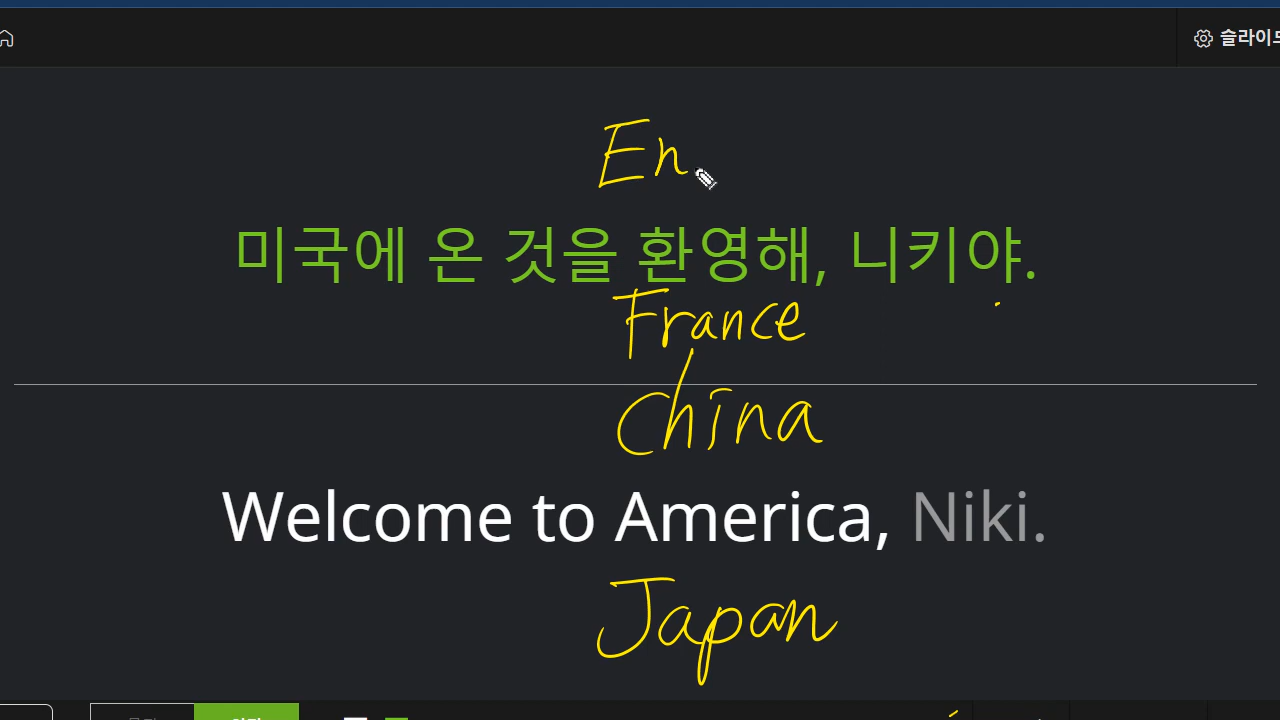 슬라이드
En
미국에 온 것을 환영해, 니키야.
France
China
Welcome to America, Niki.
Japan